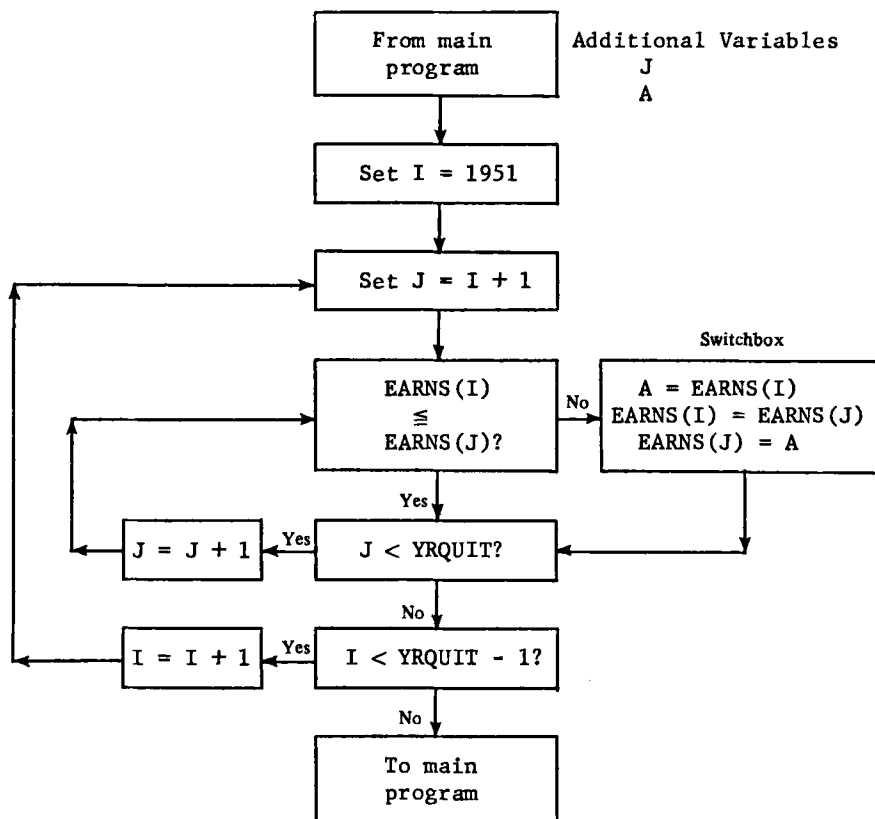 From main
program
Additional Variables
J
A
Set I = 1951
Set J = I + 1
Switchbox
EARNS(I)
≦
EARNS(J)?
No
A = EARNS(I)
EARNS(I) = EARNS(J)
EARNS(J) = A
Yes
J = J + 1
Yes
J < YRQUIT?
No
I = I + 1
Yes
I < YRQUIT - 1?
No
To main
program